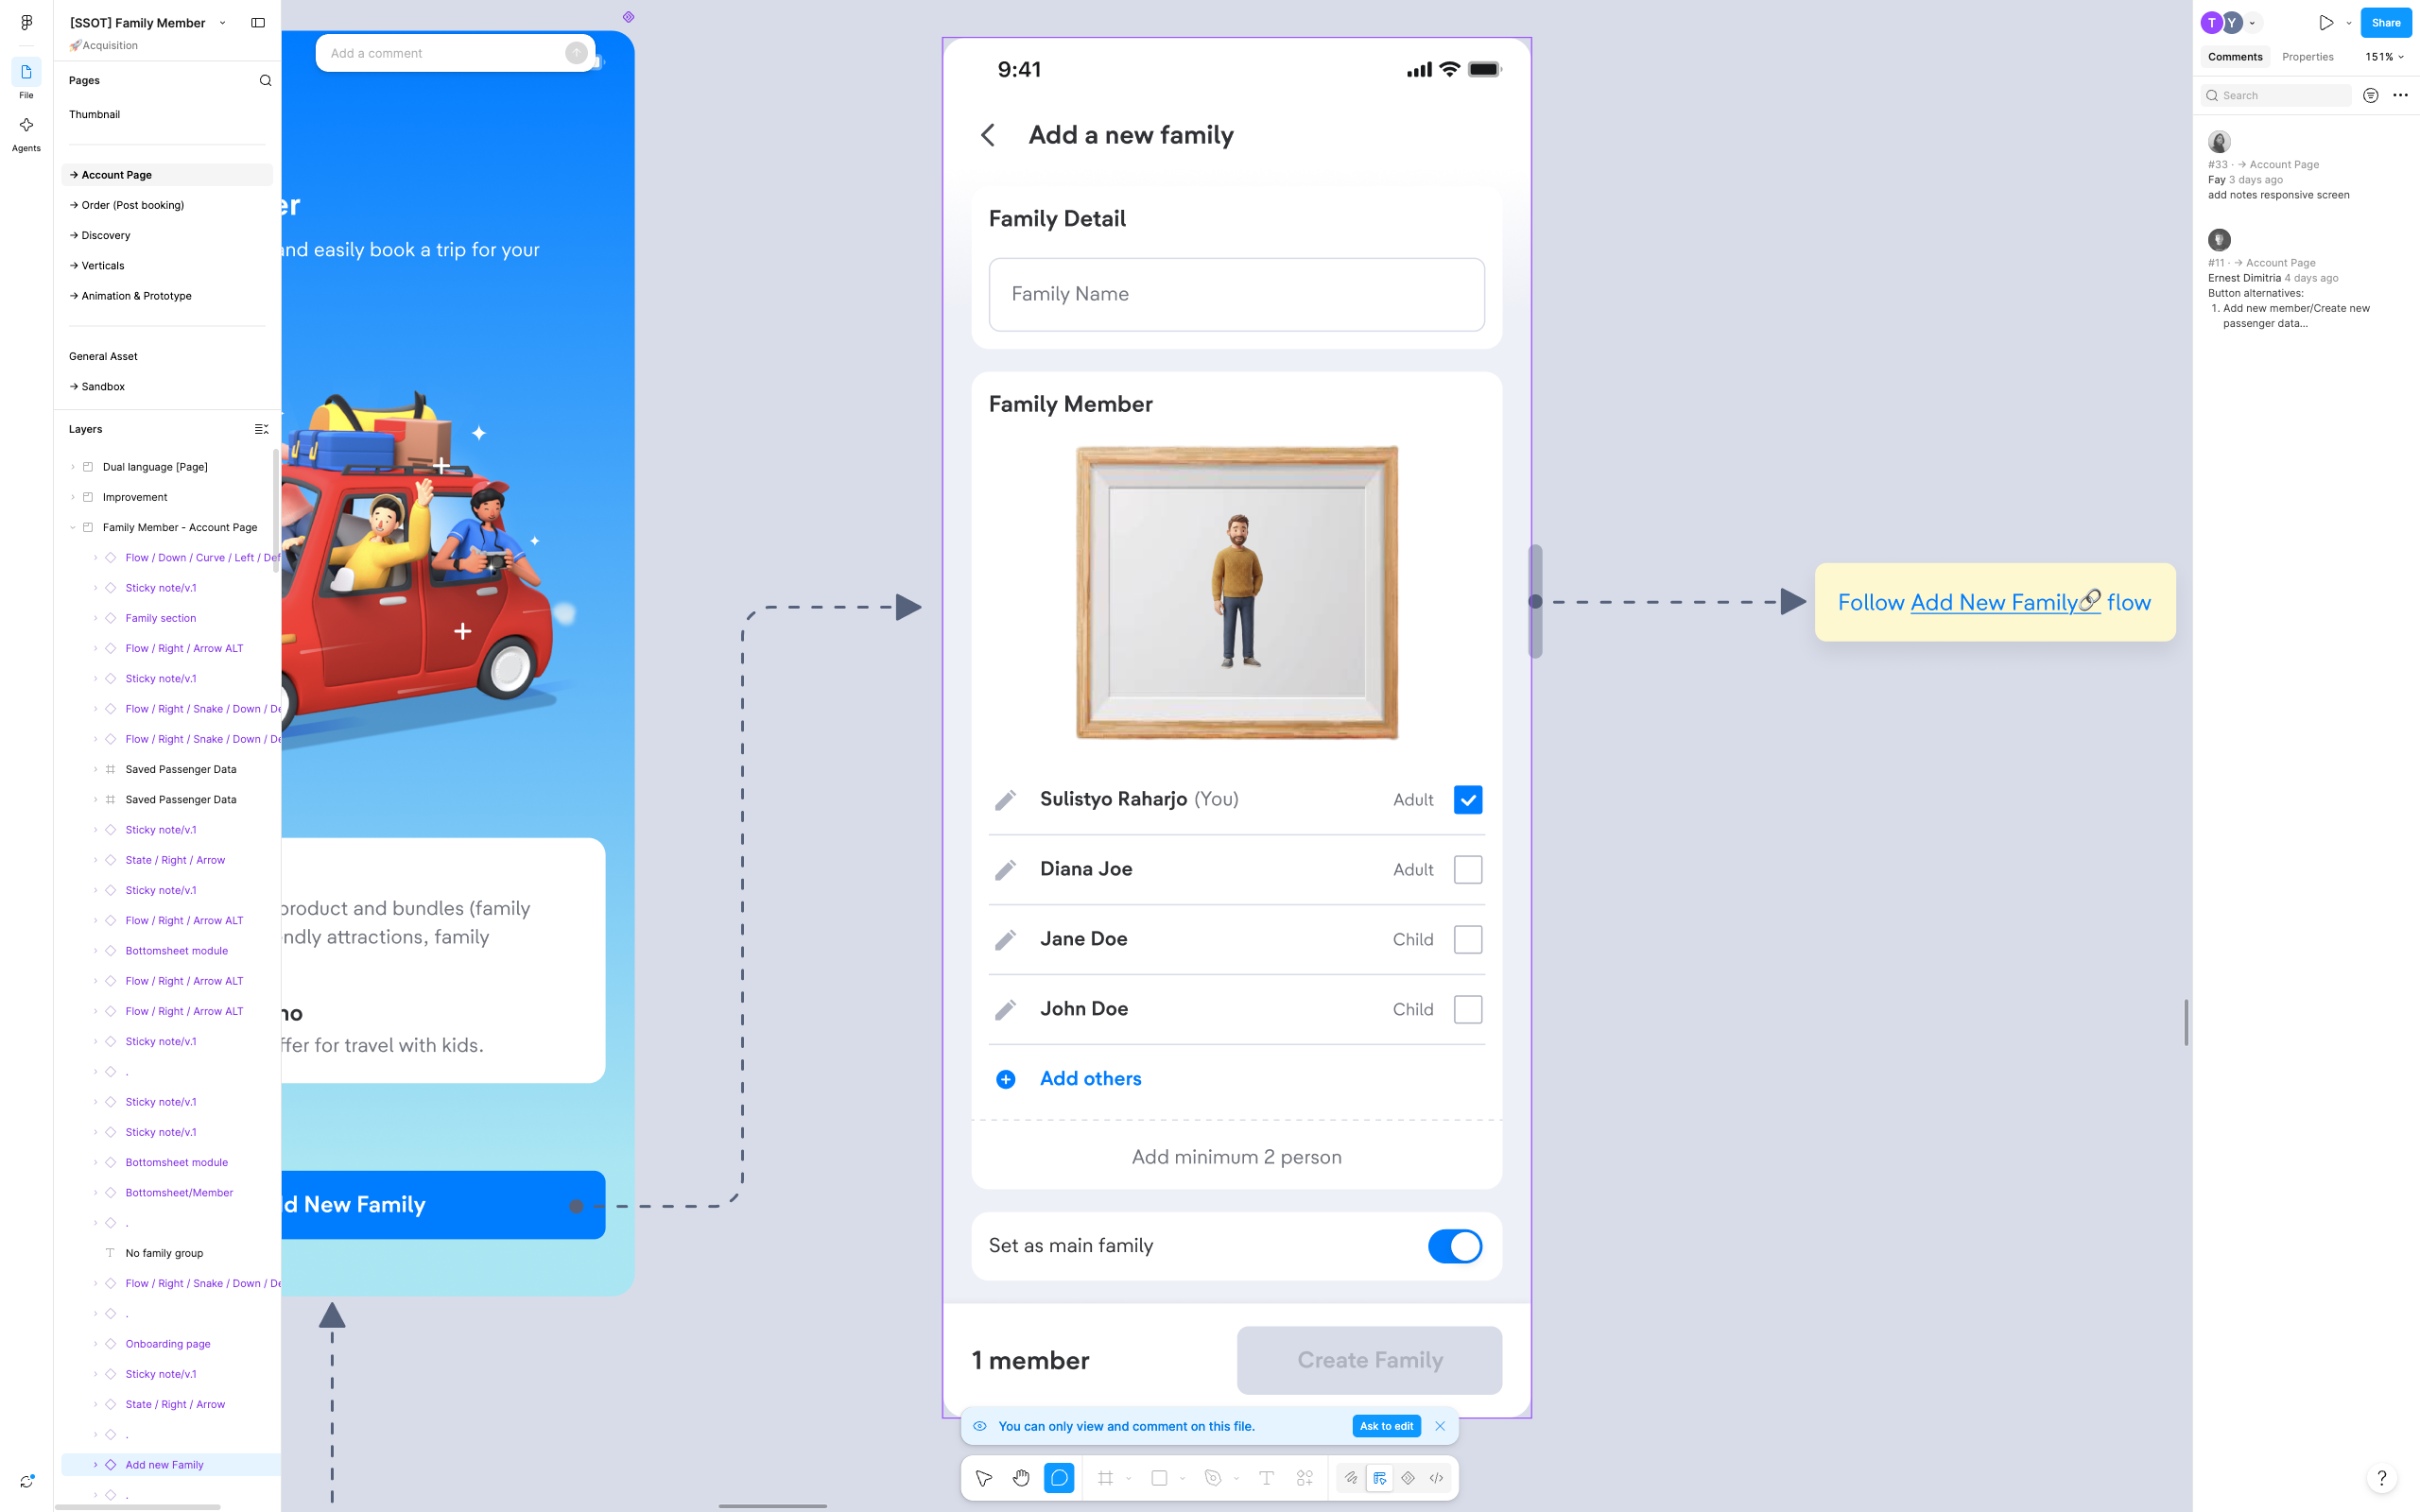 [SSOT] Family Member
🚀Acquisition
File
Agents
Pages
Thumbnail
→ Account Page
→ Order (Post booking)
→ Discovery
→ Verticals
→ Animation & Prototype
General Asset
→ Sandbox
Layers
Dual language [Page]
Improvement
Family Member - Account Page
Flow / Down / Curve / Left / Def
Sticky note/v.1
Family section
Flow / Right / Arrow ALT
Sticky note/v.1
Flow / Right / Snake / Down / De
Flow / Right / Snake / Down / De
Saved Passenger Data
Saved Passenger Data
Sticky note/v.1
State / Right / Arrow
Sticky note/v.1
Flow / Right / Arrow ALT
Bottomsheet module
Flow / Right / Arrow ALT
Flow / Right / Arrow ALT
Sticky note/v.1
.
Sticky note/v.1
Sticky note/v.1
Bottomsheet module
Bottomsheet/Member
.
No family group
Flow / Right / Snake / Down / De
.
Onboarding page
Sticky note/v.1
State / Right / Arrow
.
Add new Family
.
Add a comment
er
and easily book a trip for your
product and bundles (family
ndly attractions, family
no
ffer for travel with kids.
d New Family
9:41
Add a new family
Family Detail
Family Name
Family Member
Sulistyo Raharjo (You) Adult
Diana Joe Adult
Jane Doe Child
John Doe Child
Add others
Add minimum 2 person
Set as main family
1 member
Create Family
You can only view and comment on this file.
Ask to edit
Follow Add New Family🔗 flow
T Y
Share
Comments Properties 151%
Search
#33 · → Account Page
Fay 3 days ago
add notes responsive screen
#11 · → Account Page
Ernest Dimitria 4 days ago
Button alternatives:
1. Add new member/Create new
passenger data...
?